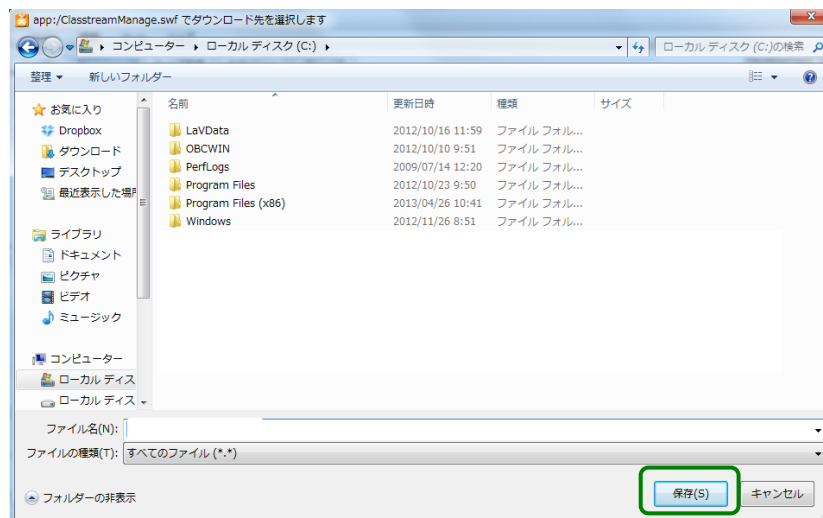 app:/ClasstreamManage.swf でダウンロード先を選択します
コンピューター ローカル ディスク (C:)
ローカル ディスク (C:)の検索
整理 新しいフォルダー
お気に入り
Dropbox
ダウンロード
デスクトップ
最近表示した場所
ライブラリ
ドキュメント
ピクチャ
ビデオ
ミュージック
コンピューター
ローカル ディス
ローカル ディス
名前 更新日時 種類 サイズ
LaVData 2012/10/16 11:59 ファイル フォル...
OBCWIN 2012/10/10 9:51 ファイル フォル...
PerfLogs 2009/07/14 12:20 ファイル フォル...
Program Files 2012/10/23 9:50 ファイル フォル...
Program Files (x86) 2013/04/26 10:41 ファイル フォル...
Windows 2012/11/26 8:51 ファイル フォル...
ファイル名(N):
ファイルの種類(T): すべてのファイル (*.*)
フォルダーの非表示
保存(S) キャンセル